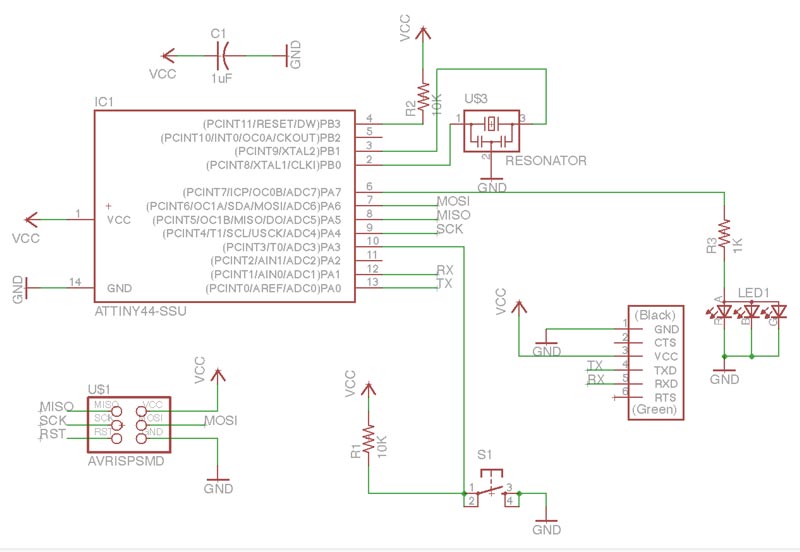 C1
VCC
1uF
GND
VCC
R2
10K
U$3
1
3
2
RESONATOR
GND
IC1
(PCINT11/RESET/DW)PB3
4
(PCINT10/INT0/OC0A/CKOUT)PB2
5
(PCINT9/XTAL2)PB1
3
(PCINT8/XTAL1/CLKI)PB0
2
(PCINT7/ICP/OC0B/ADC7)PA7
6
(PCINT6/OC1A/SDA/MOSI/ADC6)PA6
7
MOSI
(PCINT5/OC1B/MISO/DO/ADC5)PA5
8
MISO
(PCINT4/T1/SCL/USCK/ADC4)PA4
9
SCK
(PCINT3/T0/ADC3)PA3
10
(PCINT2/AIN1/ADC2)PA2
11
(PCINT1/AIN0/ADC1)PA1
12
RX
(PCINT0/AREF/ADC0)PA0
13
TX
VCC
1
VCC
GND
14
GND
ATTINY44-SSU
R3
1K
LED1
A
GND
VCC
GND
(Black)
1
GND
2
CTS
3
VCC
TX
4
TXD
RX
5
RXD
6
RTS
(Green)
U$1
VCC
MISO
MISO
VCC
SCK
SCK
MOSI
RST
RST
GND
AVRISPSMD
GND
VCC
R1
10K
S1
1
3
2
4
GND